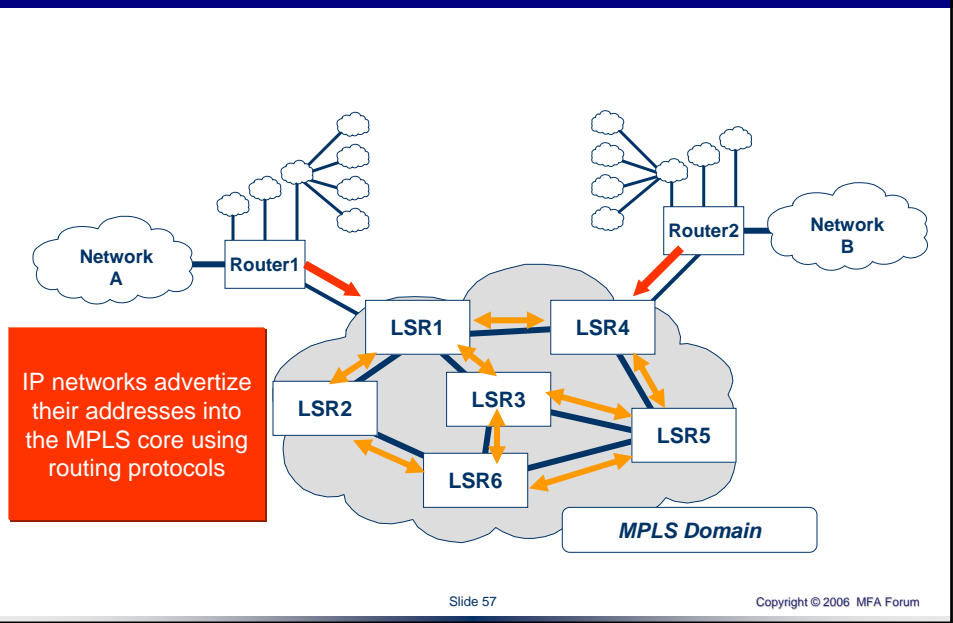 Network
A
Router1
Router2
Network
B
LSR1
LSR4
IP networks advertize
their addresses into
the MPLS core using
routing protocols
LSR2
LSR3
LSR5
LSR6
MPLS Domain
Slide 57
Copyright © 2006 MFA Forum